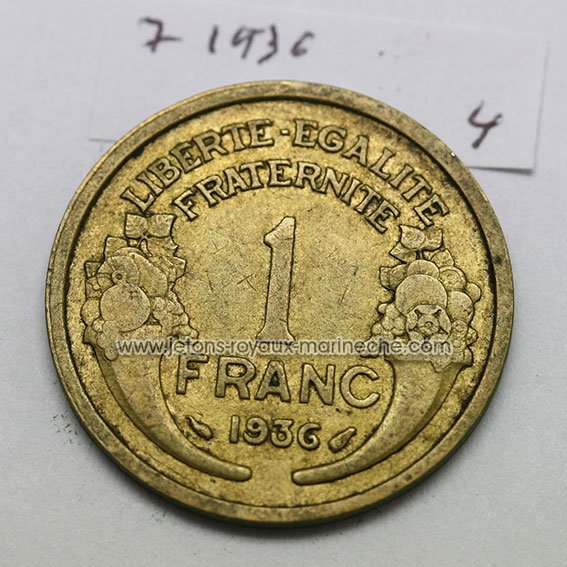 7 1936
4
LIBERTE·EGALITE
FRATERNITE
1
www.jetons-royaux-marineche.com
FRANC
1936